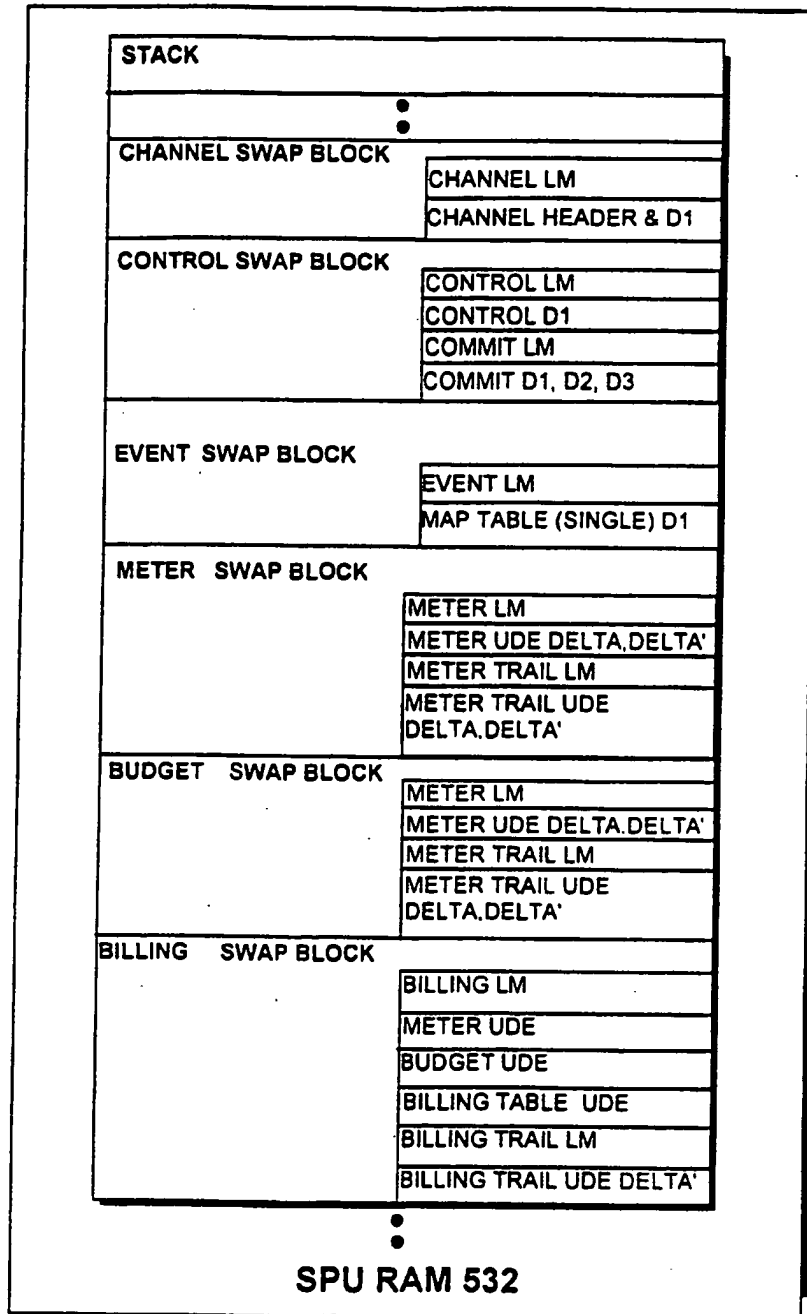 STACK
CHANNEL SWAP BLOCK
CHANNEL LM
CHANNEL HEADER & D1
CONTROL SWAP BLOCK
CONTROL LM
CONTROL D1
COMMIT LM
COMMIT D1, D2, D3
EVENT SWAP BLOCK
EVENT LM
MAP TABLE (SINGLE) D1
METER SWAP BLOCK
METER LM
METER UDE DELTA,DELTA'
METER TRAIL LM
METER TRAIL UDE
DELTA.DELTA'
BUDGET SWAP BLOCK
METER LM
METER UDE DELTA.DELTA'
METER TRAIL LM
METER TRAIL UDE
DELTA,DELTA'
BILLING SWAP BLOCK
BILLING LM
METER UDE
BUDGET UDE
BILLING TABLE UDE
BILLING TRAIL LM
BILLING TRAIL UDE DELTA'
SPU RAM 532